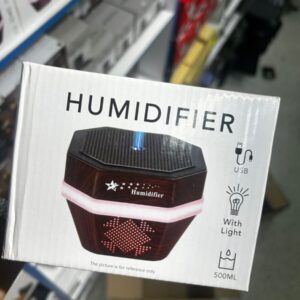 HUMIDIFIER
USB
With
Light
500ML
Humidifier
The picture is for reference only